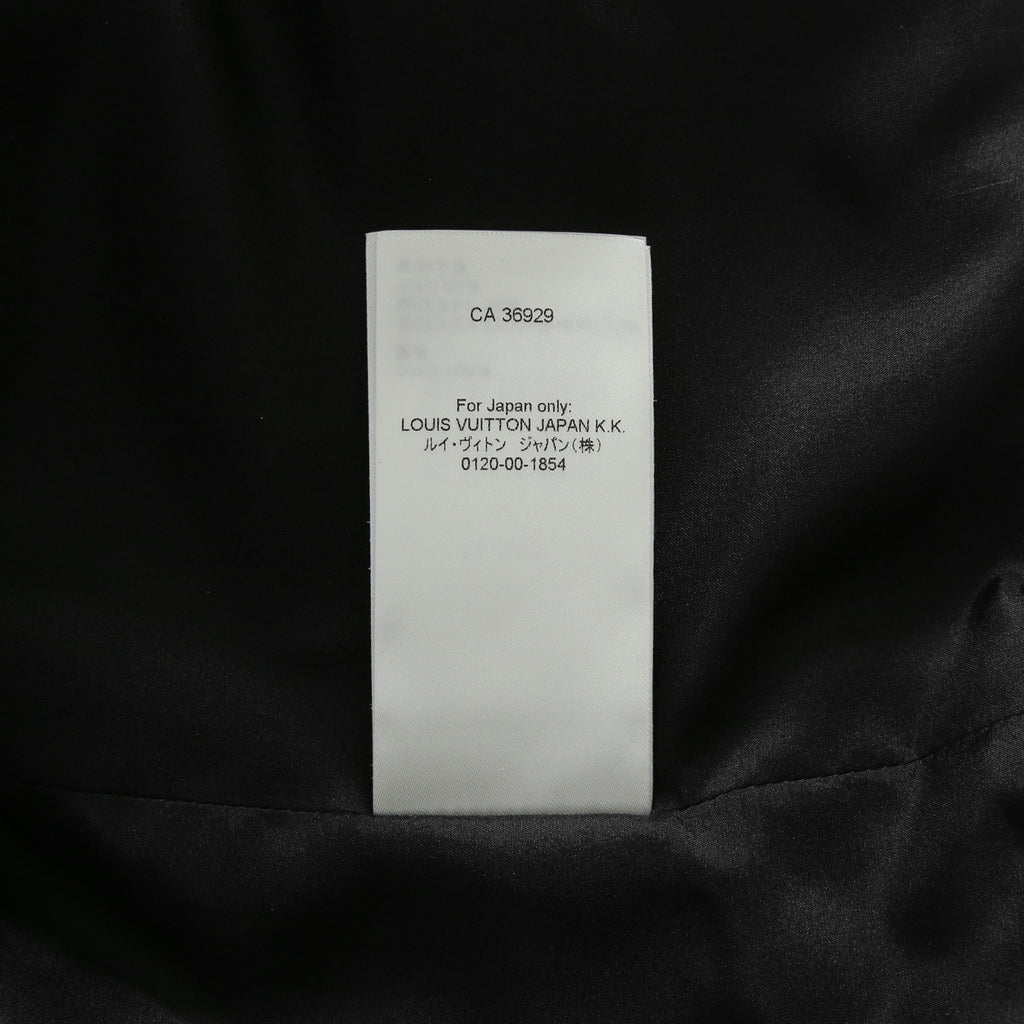 CA 36929
For Japan only:
LOUIS VUITTON JAPAN K.K.
ルイ・ヴィトン ジャパン(株)
0120-00-1854